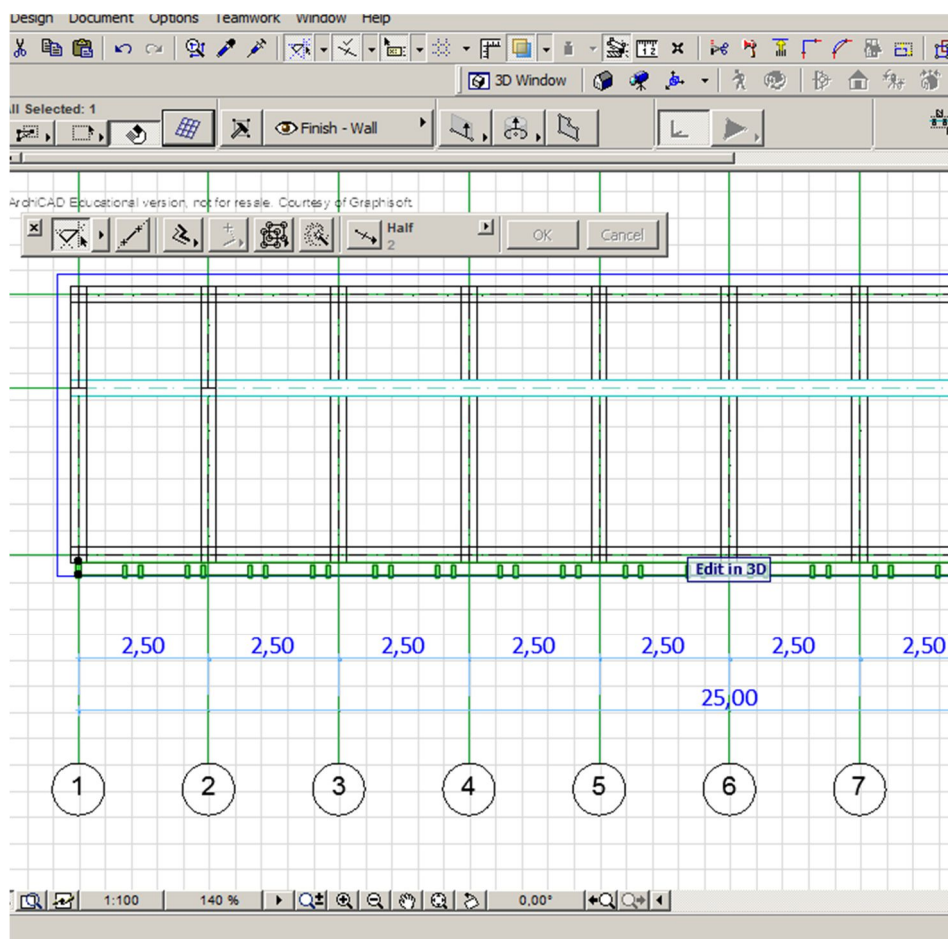 Design Document Options Teamwork Window Help
3D Window
All Selected: 1
Finish - Wall
ArchiCAD Educational version, not for resale. Courtesy of Graphisoft.
Half
2
OK Cancel
Edit in 3D
2,50 2,50 2,50 2,50 2,50 2,50 2,50
25,00
1 2 3 4 5 6 7
1:100 140 % 0,00°